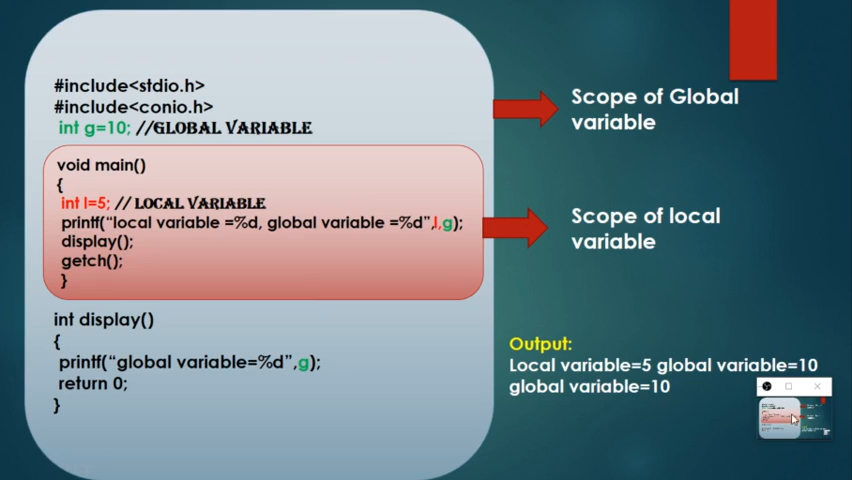 #include<stdio.h>
#include<conio.h>
int g=10; //GLOBAL VARIABLE
void main()
{
int l=5; // LOCAL VARIABLE
printf(“local variable =%d, global variable =%d”,l,g);
display();
getch();
}
int display()
{
printf(“global variable=%d”,g);
return 0;
}
Scope of Global
variable
Scope of local
variable
Output:
Local variable=5 global variable=10
global variable=10